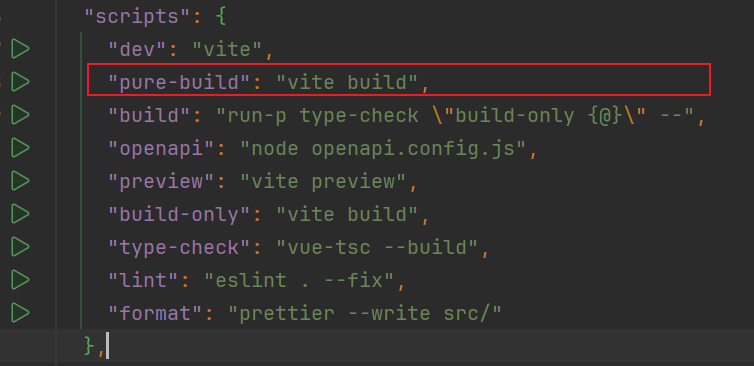 "scripts": {
"dev": "vite",
"pure-build": "vite build",
"build": "run-p type-check \"build-only {@}\" --",
"openapi": "node openapi.config.js",
"preview": "vite preview",
"build-only": "vite build",
"type-check": "vue-tsc --build",
"lint": "eslint . --fix",
"format": "prettier --write src/"
},